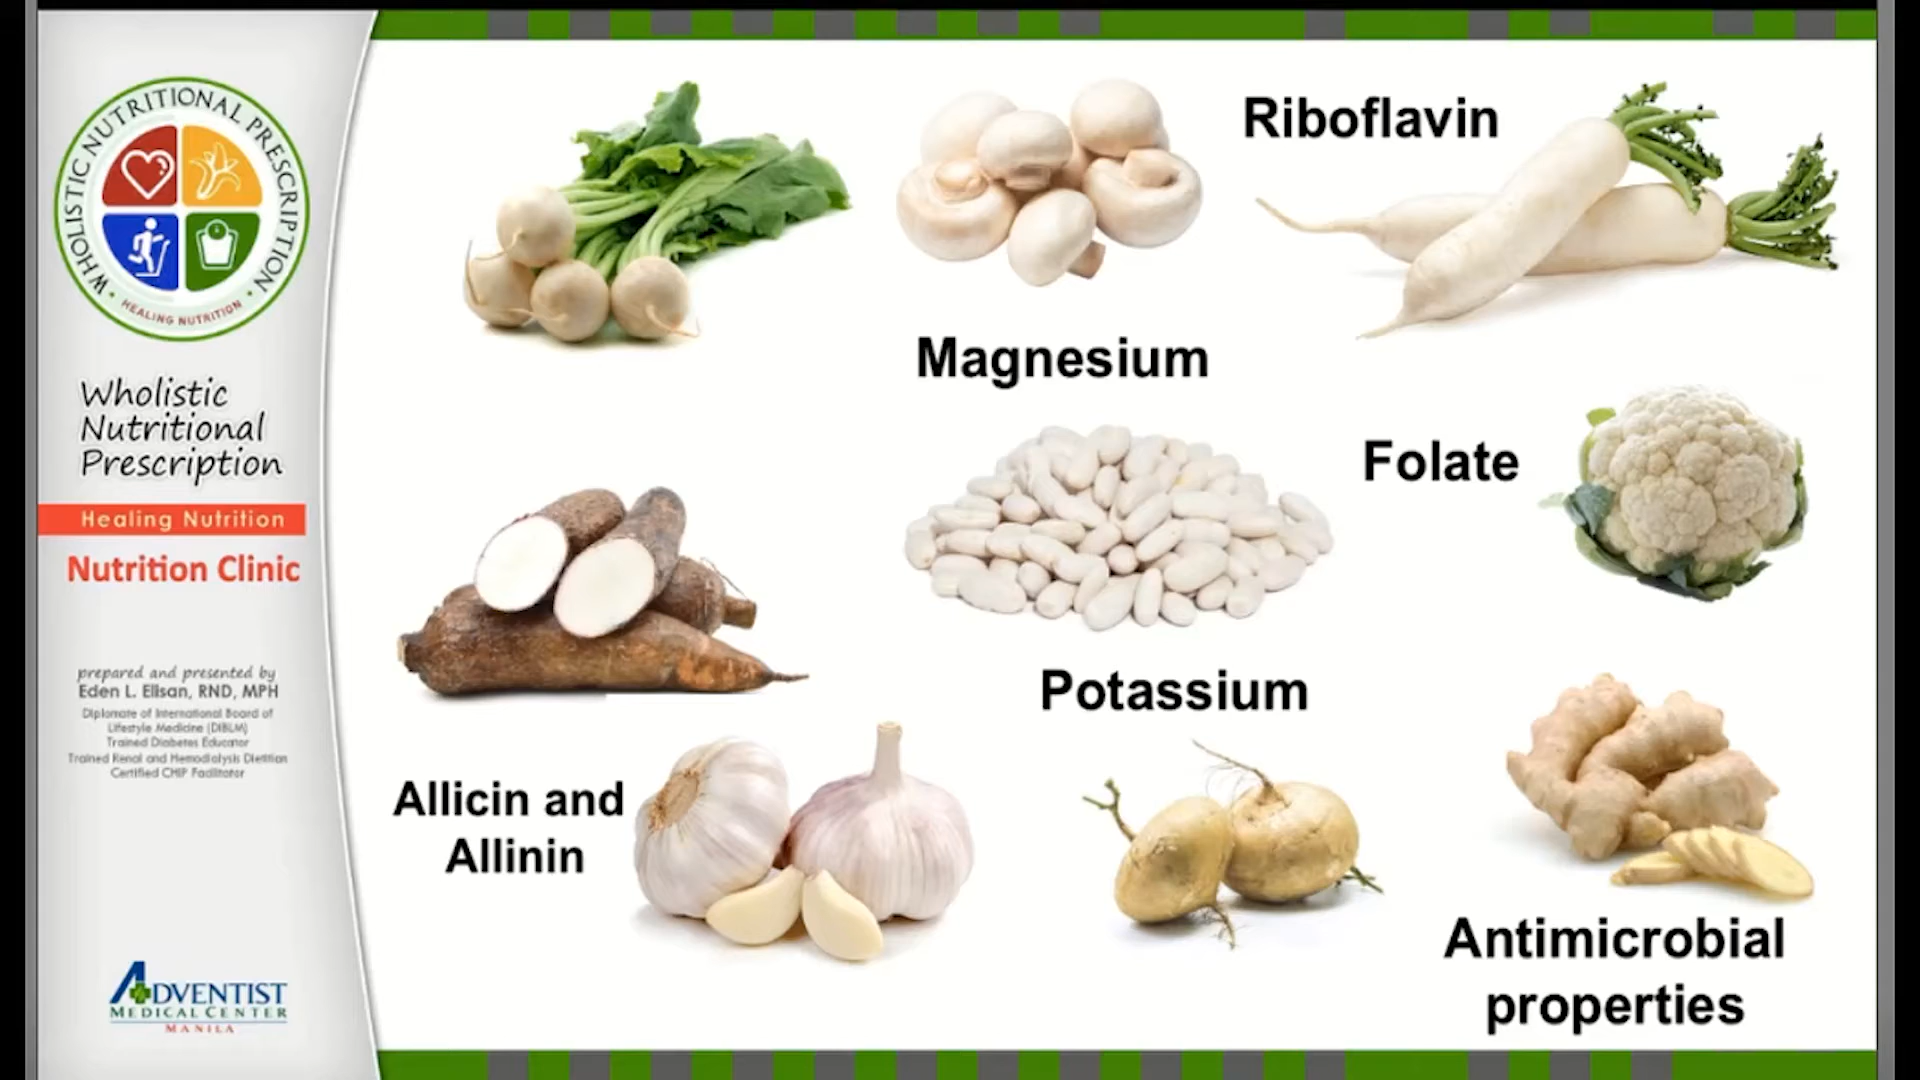 WHOLISTIC NUTRITIONAL PRESCRIPTION
HEALING NUTRITION
Wholistic
Nutritional
Prescription
Healing Nutrition
Nutrition Clinic
prepared and presented by
Eden L. Elisan, RND, MPH
Diplomate of International Board of
Lifestyle Medicine (DIBLM)
Trained Diabetes Educator
Trained Renal and Hemodialysis Dietitian
Certified CHIP Facilitator
ADVENTIST
MEDICAL CENTER
MANILA
Riboflavin
Magnesium
Folate
Potassium
Allicin and
Allinin
Antimicrobial
properties